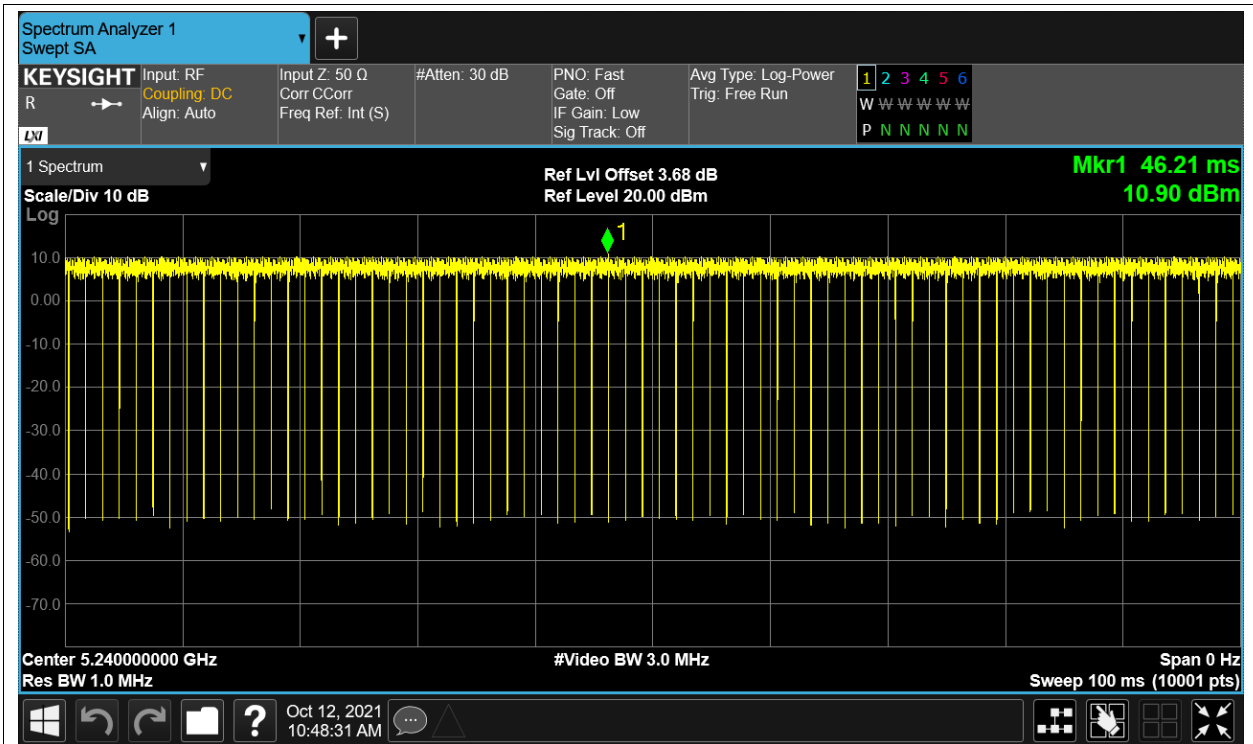 Spectrum Analyzer 1
Swept SA
KEYSIGHT
R
LXI
Input: RF
Coupling: DC
Align: Auto
Input Z: 50 Ω
Corr CCorr
Freq Ref: Int (S)
#Atten: 30 dB
PNO: Fast
Gate: Off
IF Gain: Low
Sig Track: Off
Avg Type: Log-Power
Trig: Free Run
1 2 3 4 5 6
W W W W W W
P N N N N N
1 Spectrum
Scale/Div 10 dB
Log
Ref Lvl Offset 3.68 dB
Ref Level 20.00 dBm
Mkr1 46.21 ms
10.90 dBm
1
10.0
0.00
-10.0
-20.0
-30.0
-40.0
-50.0
-60.0
-70.0
Center 5.240000000 GHz
Res BW 1.0 MHz
#Video BW 3.0 MHz
Span 0 Hz
Sweep 100 ms (10001 pts)
?
Oct 12, 2021
10:48:31 AM